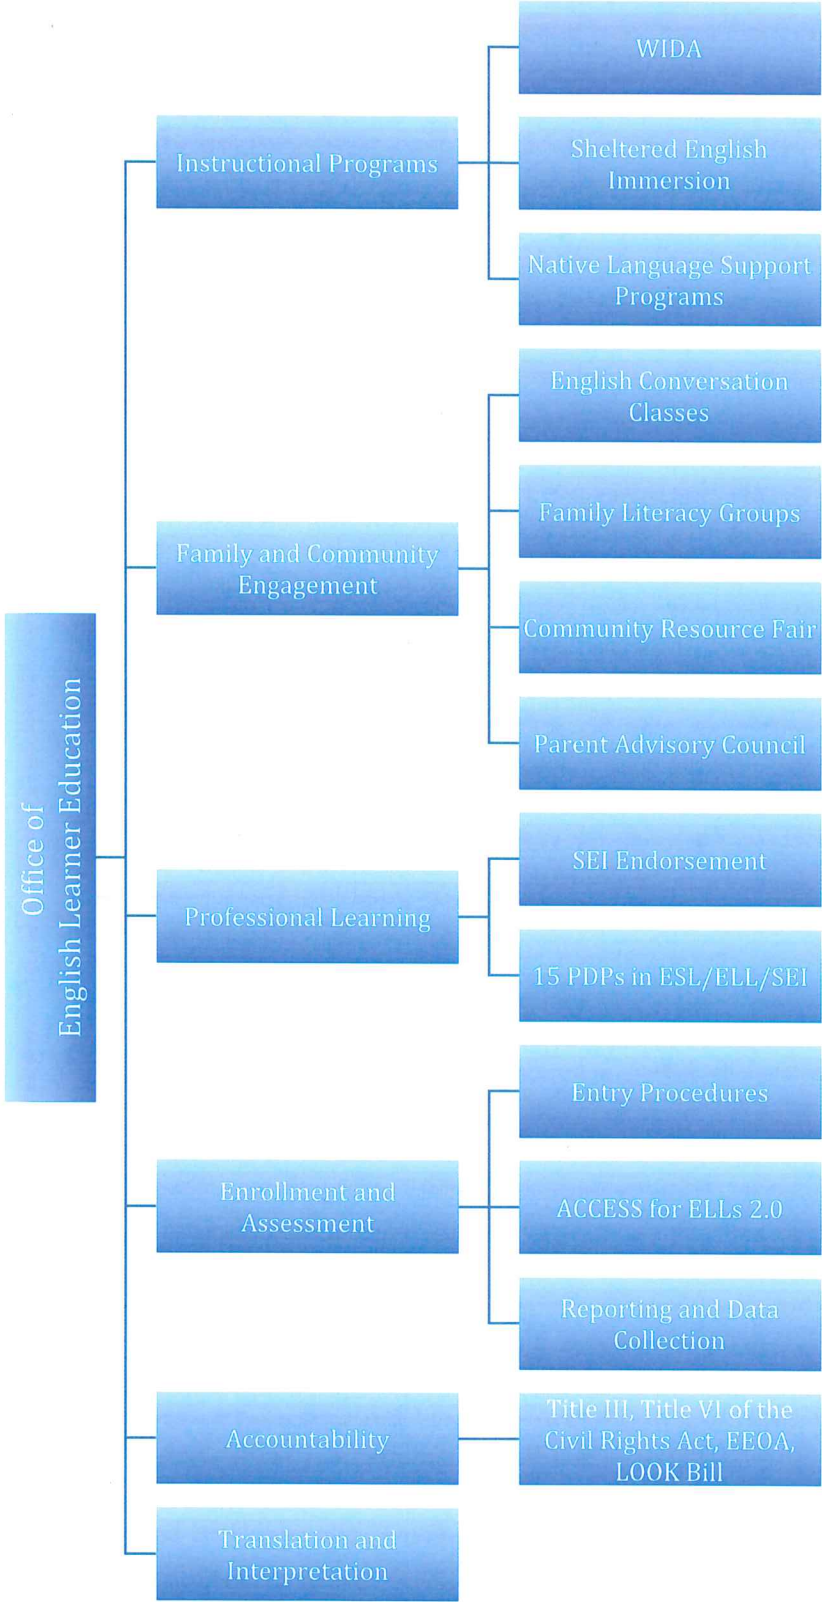 Office of
English Learner Education
Instructional Programs
WIDA
Sheltered English
Immersion
Native Language Support
Programs
Family and Community
Engagement
English Conversation
Classes
Family Literacy Groups
Community Resource Fair
Parent Advisory Council
Professional Learning
SEI Endorsement
15 PDPs in ESL/ELL/SEI
Enrollment and
Assessment
Entry Procedures
ACCESS for ELLs 2.0
Reporting and Data
Collection
Accountability
Title III, Title VI of the
Civil Rights Act, EEOA,
LOOK Bill
Translation and
Interpretation